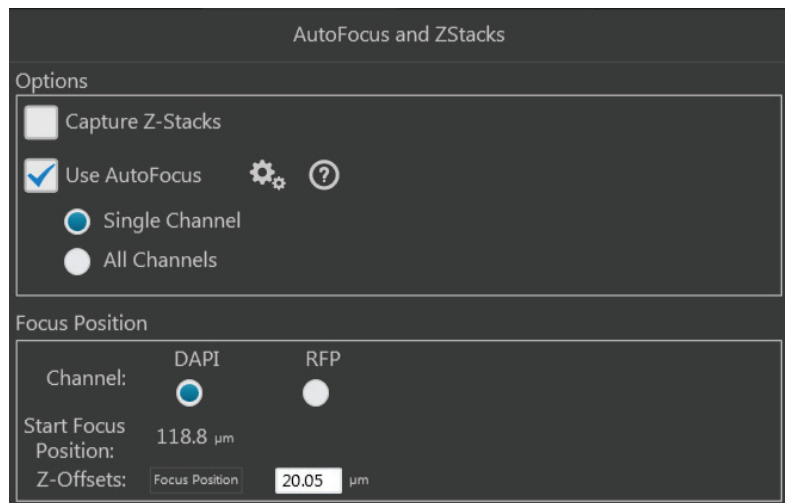 AutoFocus and ZStacks
Options
Capture Z-Stacks
Use AutoFocus ?
Single Channel
All Channels
Focus Position
DAPI RFP
Channel:
Start Focus
Position: 118.8 µm
Z-Offsets: Focus Position 20.05 µm